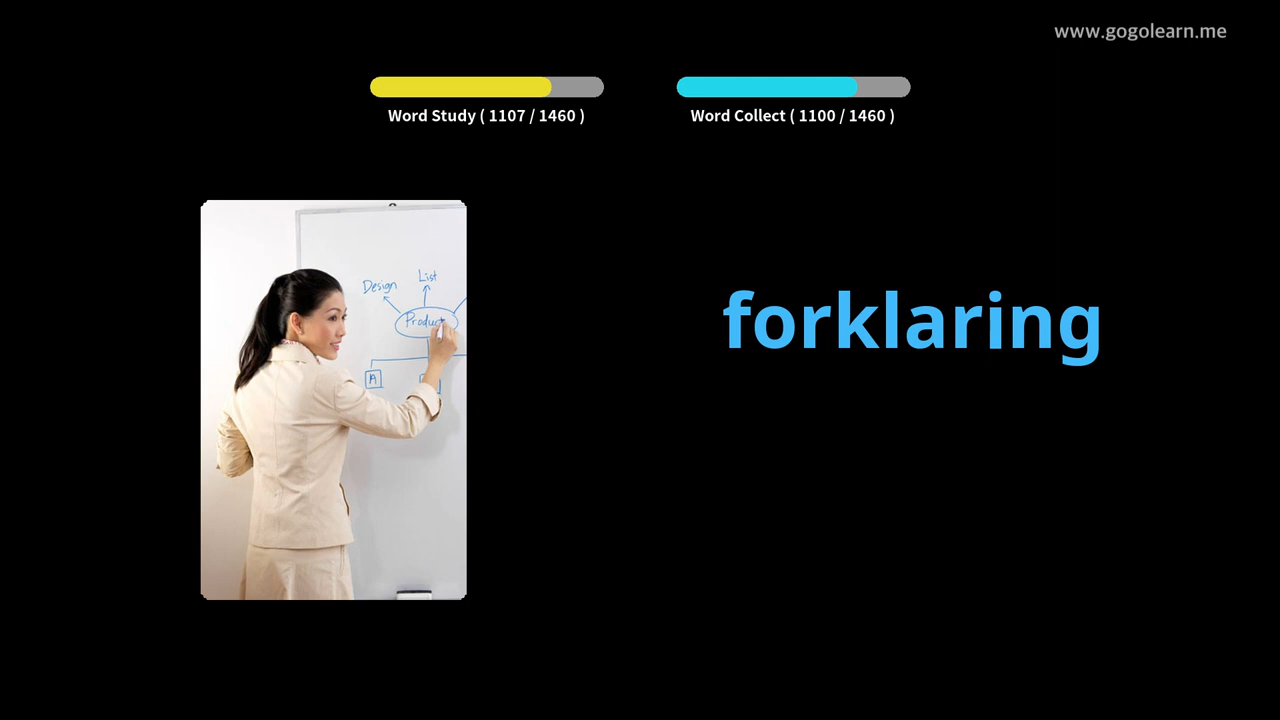 www.gogolearn.me
Word Study ( 1107 / 1460 )
Word Collect ( 1100 / 1460 )
forklaring
Design
List
Product
A